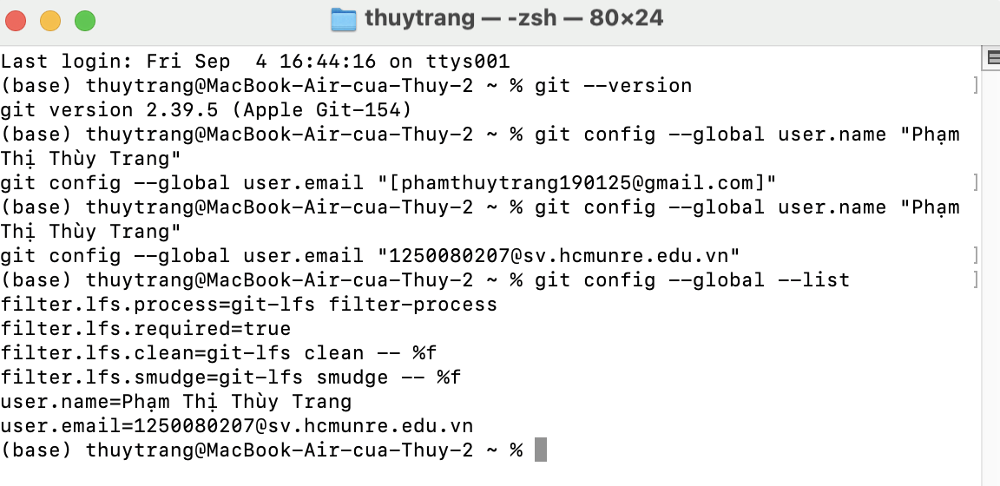 thuytrang — -zsh — 80×24
Last login: Fri Sep  4 16:44:16 on ttys001
(base) thuytrang@MacBook-Air-cua-Thuy-2 ~ % git --version
git version 2.39.5 (Apple Git-154)
(base) thuytrang@MacBook-Air-cua-Thuy-2 ~ % git config --global user.name "Phạm
Thị Thùy Trang"
git config --global user.email "[phamthuytrang190125@gmail.com]"
(base) thuytrang@MacBook-Air-cua-Thuy-2 ~ % git config --global user.name "Phạm
Thị Thùy Trang"
git config --global user.email "1250080207@sv.hcmunre.edu.vn"
(base) thuytrang@MacBook-Air-cua-Thuy-2 ~ % git config --global --list
filter.lfs.process=git-lfs filter-process
filter.lfs.required=true
filter.lfs.clean=git-lfs clean -- %f
filter.lfs.smudge=git-lfs smudge -- %f
user.name=Phạm Thị Thùy Trang
user.email=1250080207@sv.hcmunre.edu.vn
(base) thuytrang@MacBook-Air-cua-Thuy-2 ~ %